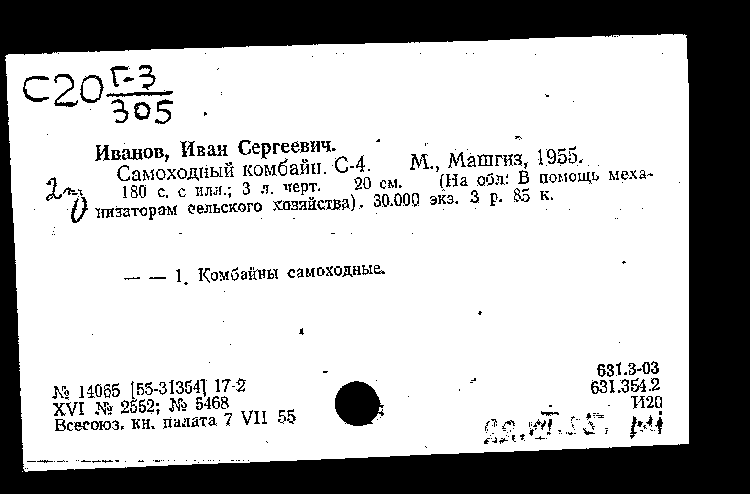 С20 Г-3
305
Иванов, Иван Сергеевич.
Самоходный комбайн. С-4. М., Машгиз, 1955.
180 с. с илл.; 3 л. черт. 20 см. (На обл: В помощь меха-
низаторам сельского хозяйства). 30.000 экз. 3 р. 85 к.
— — 1. Комбайны самоходные.
631.3-03
№ 14065 [55-31354] 17-2 631.354.2
XVI № 2552; № 5468 И20
Всесоюз. кн. палата 7 VII 55